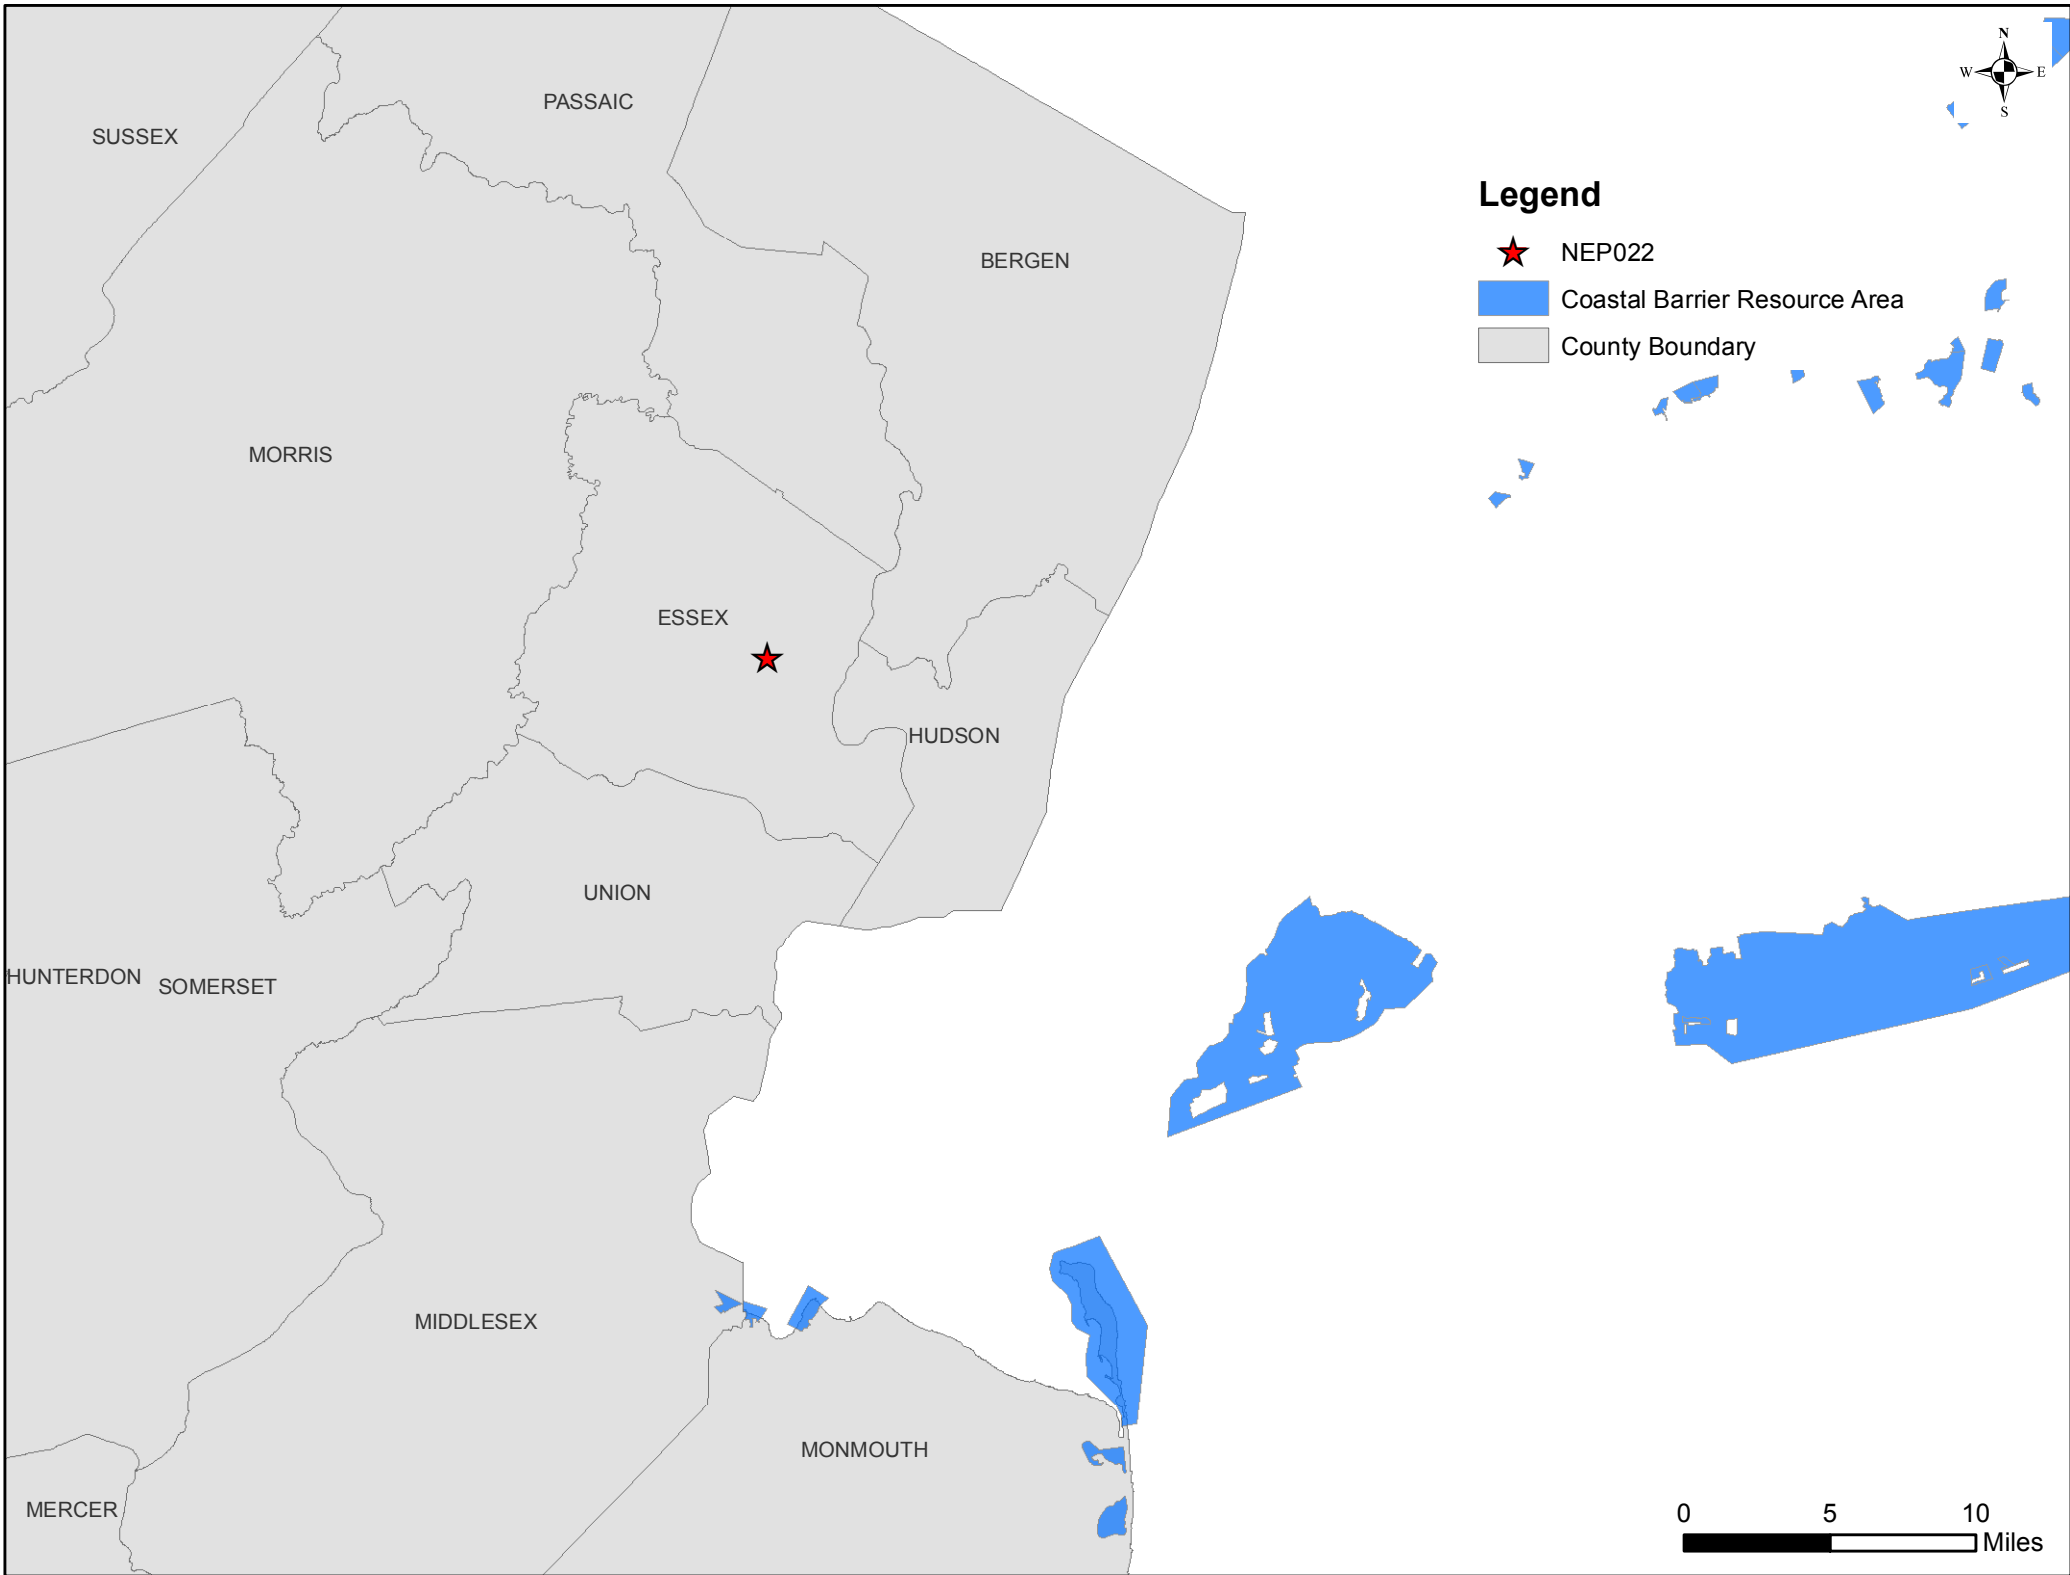 N
W E
S
PASSAIC
SUSSEX
Legend
NEP022
BERGEN
Coastal Barrier Resource Area
County Boundary
MORRIS
ESSEX
HUDSON
UNION
HUNTERDON
SOMERSET
MIDDLESEX
MONMOUTH
MERCER
0 5 10
Miles